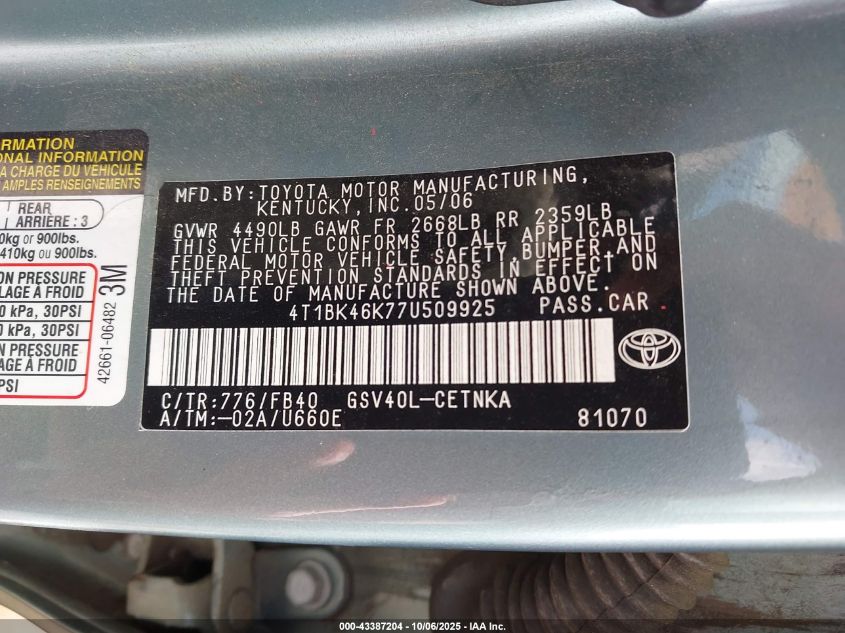 RMATION
ONAL INFORMATION
A CHARGE DU VEHICULE
AMPLES RENSEIGNEMENTS
REAR
ARRIERE : 3
0kg or 900lbs.
410kg ou 900lbs.
ON PRESSURE
LAGE À FROID
0 kPa, 30PSI
0 kPa, 30PSI
ON PRESSURE
LAGE À FROID
PSI
42661-06482 3M
MFD. BY: TOYOTA MOTOR MANUFACTURING,
KENTUCKY, INC. 05/06
GVWR 4490LB GAWR FR 2668LB RR 2359LB
THIS VEHICLE CONFORMS TO ALL APPLICABLE
FEDERAL MOTOR VEHICLE SAFETY, BUMPER, AND
THEFT PREVENTION STANDARDS IN EFFECT ON
THE DATE OF MANUFACTURE SHOWN ABOVE.
4T1BK46K77U509925 PASS. CAR
C/TR: 776/FB40 GSV40L-CETNKA
A/TM: -02A/U660E 81070
000-43387204 - 10/06/2025 - © IAA Inc.